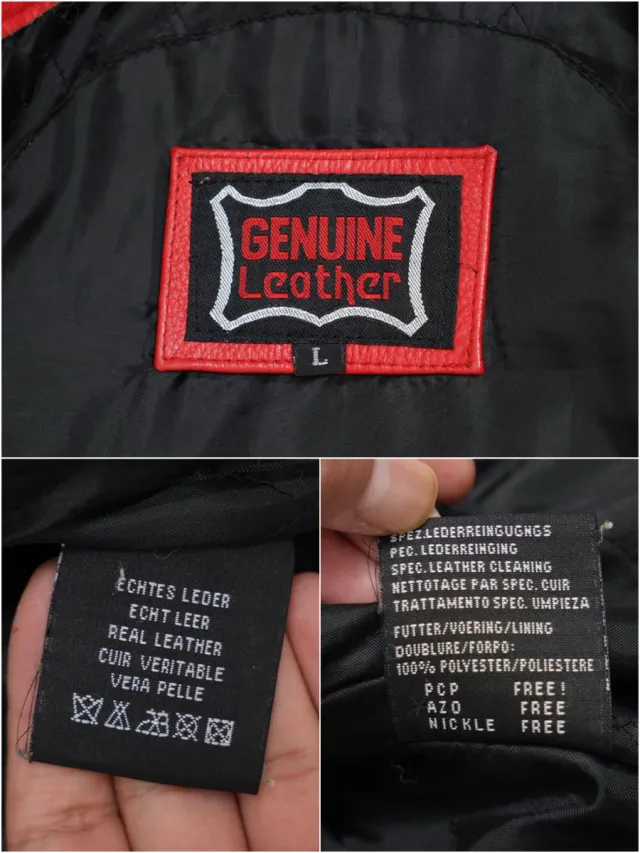 GENUINE
Leather
L
ECHTES LEDER
ECHT LEER
REAL LEATHER
CUIR VERITABLE
VERA PELLE
SPEZ.LEDERREINGUGNGS
PEC. LEDERREINGING
SPEC. LEATHER CLEANING
NETTOTAGE PAR SPEC. CUIR
TRATTAMENTO SPEC. UMPIEZA
FUTTER/VOERING/LINING
DOUBLURE/FORPO:
100% POLYESTER/POLIESTERE
PCP FREE!
AZO FREE
NICKLE FREE